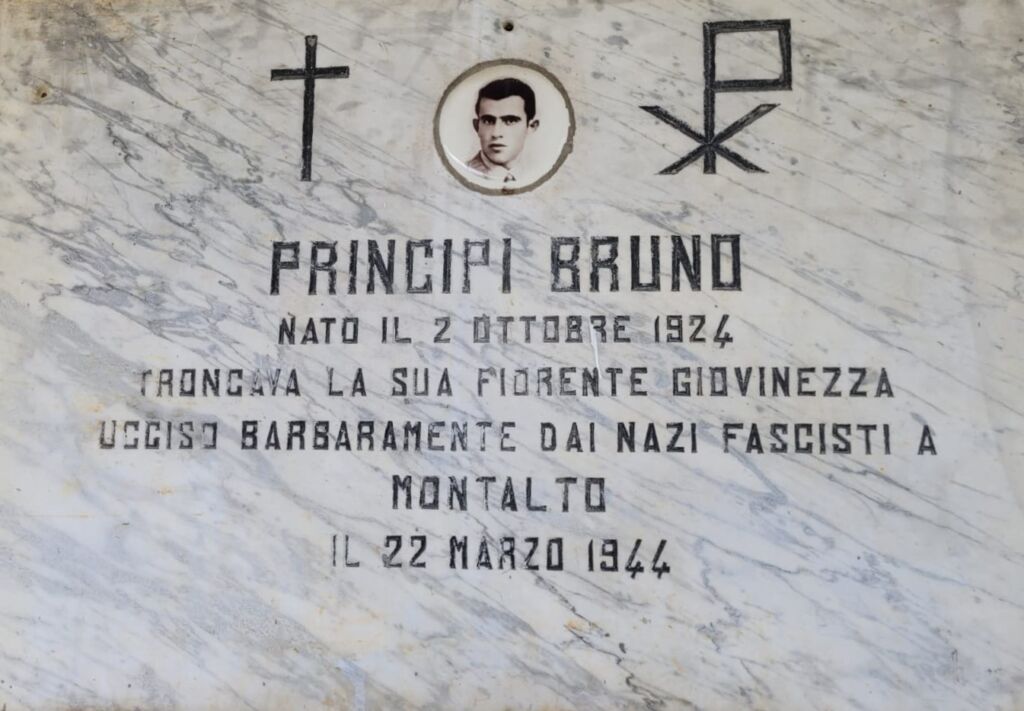 PRINCIPI BRUNO
NATO IL 2 OTTOBRE 1924
TRONCAVA LA SUA FIORENTE GIOVINEZZA
UCCISO BARBARAMENTE DAI NAZI FASCISTI A
MONTALTO
IL 22 MARZO 1944